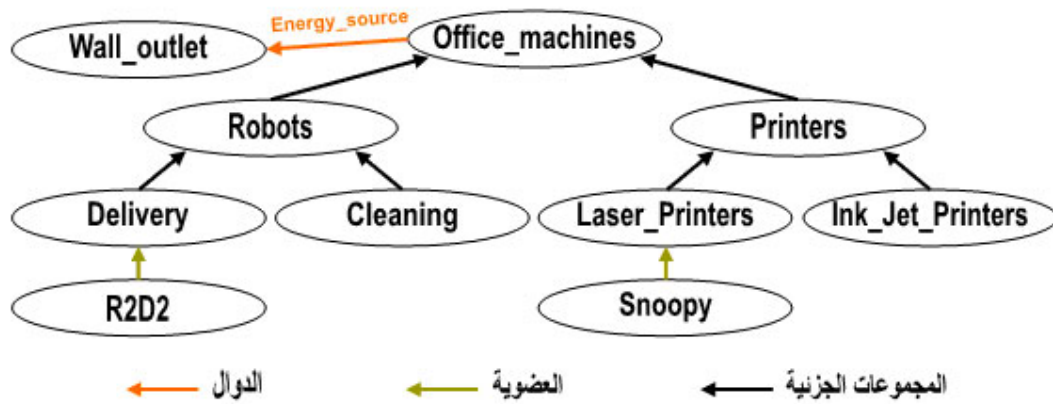 Energy_source
Wall_outlet
Office_machines
Robots
Printers
Delivery
Cleaning
Laser_Printers
Ink_Jet_Printers
R2D2
Snoopy
المجموعات الجزئية
العضوية
الدوال